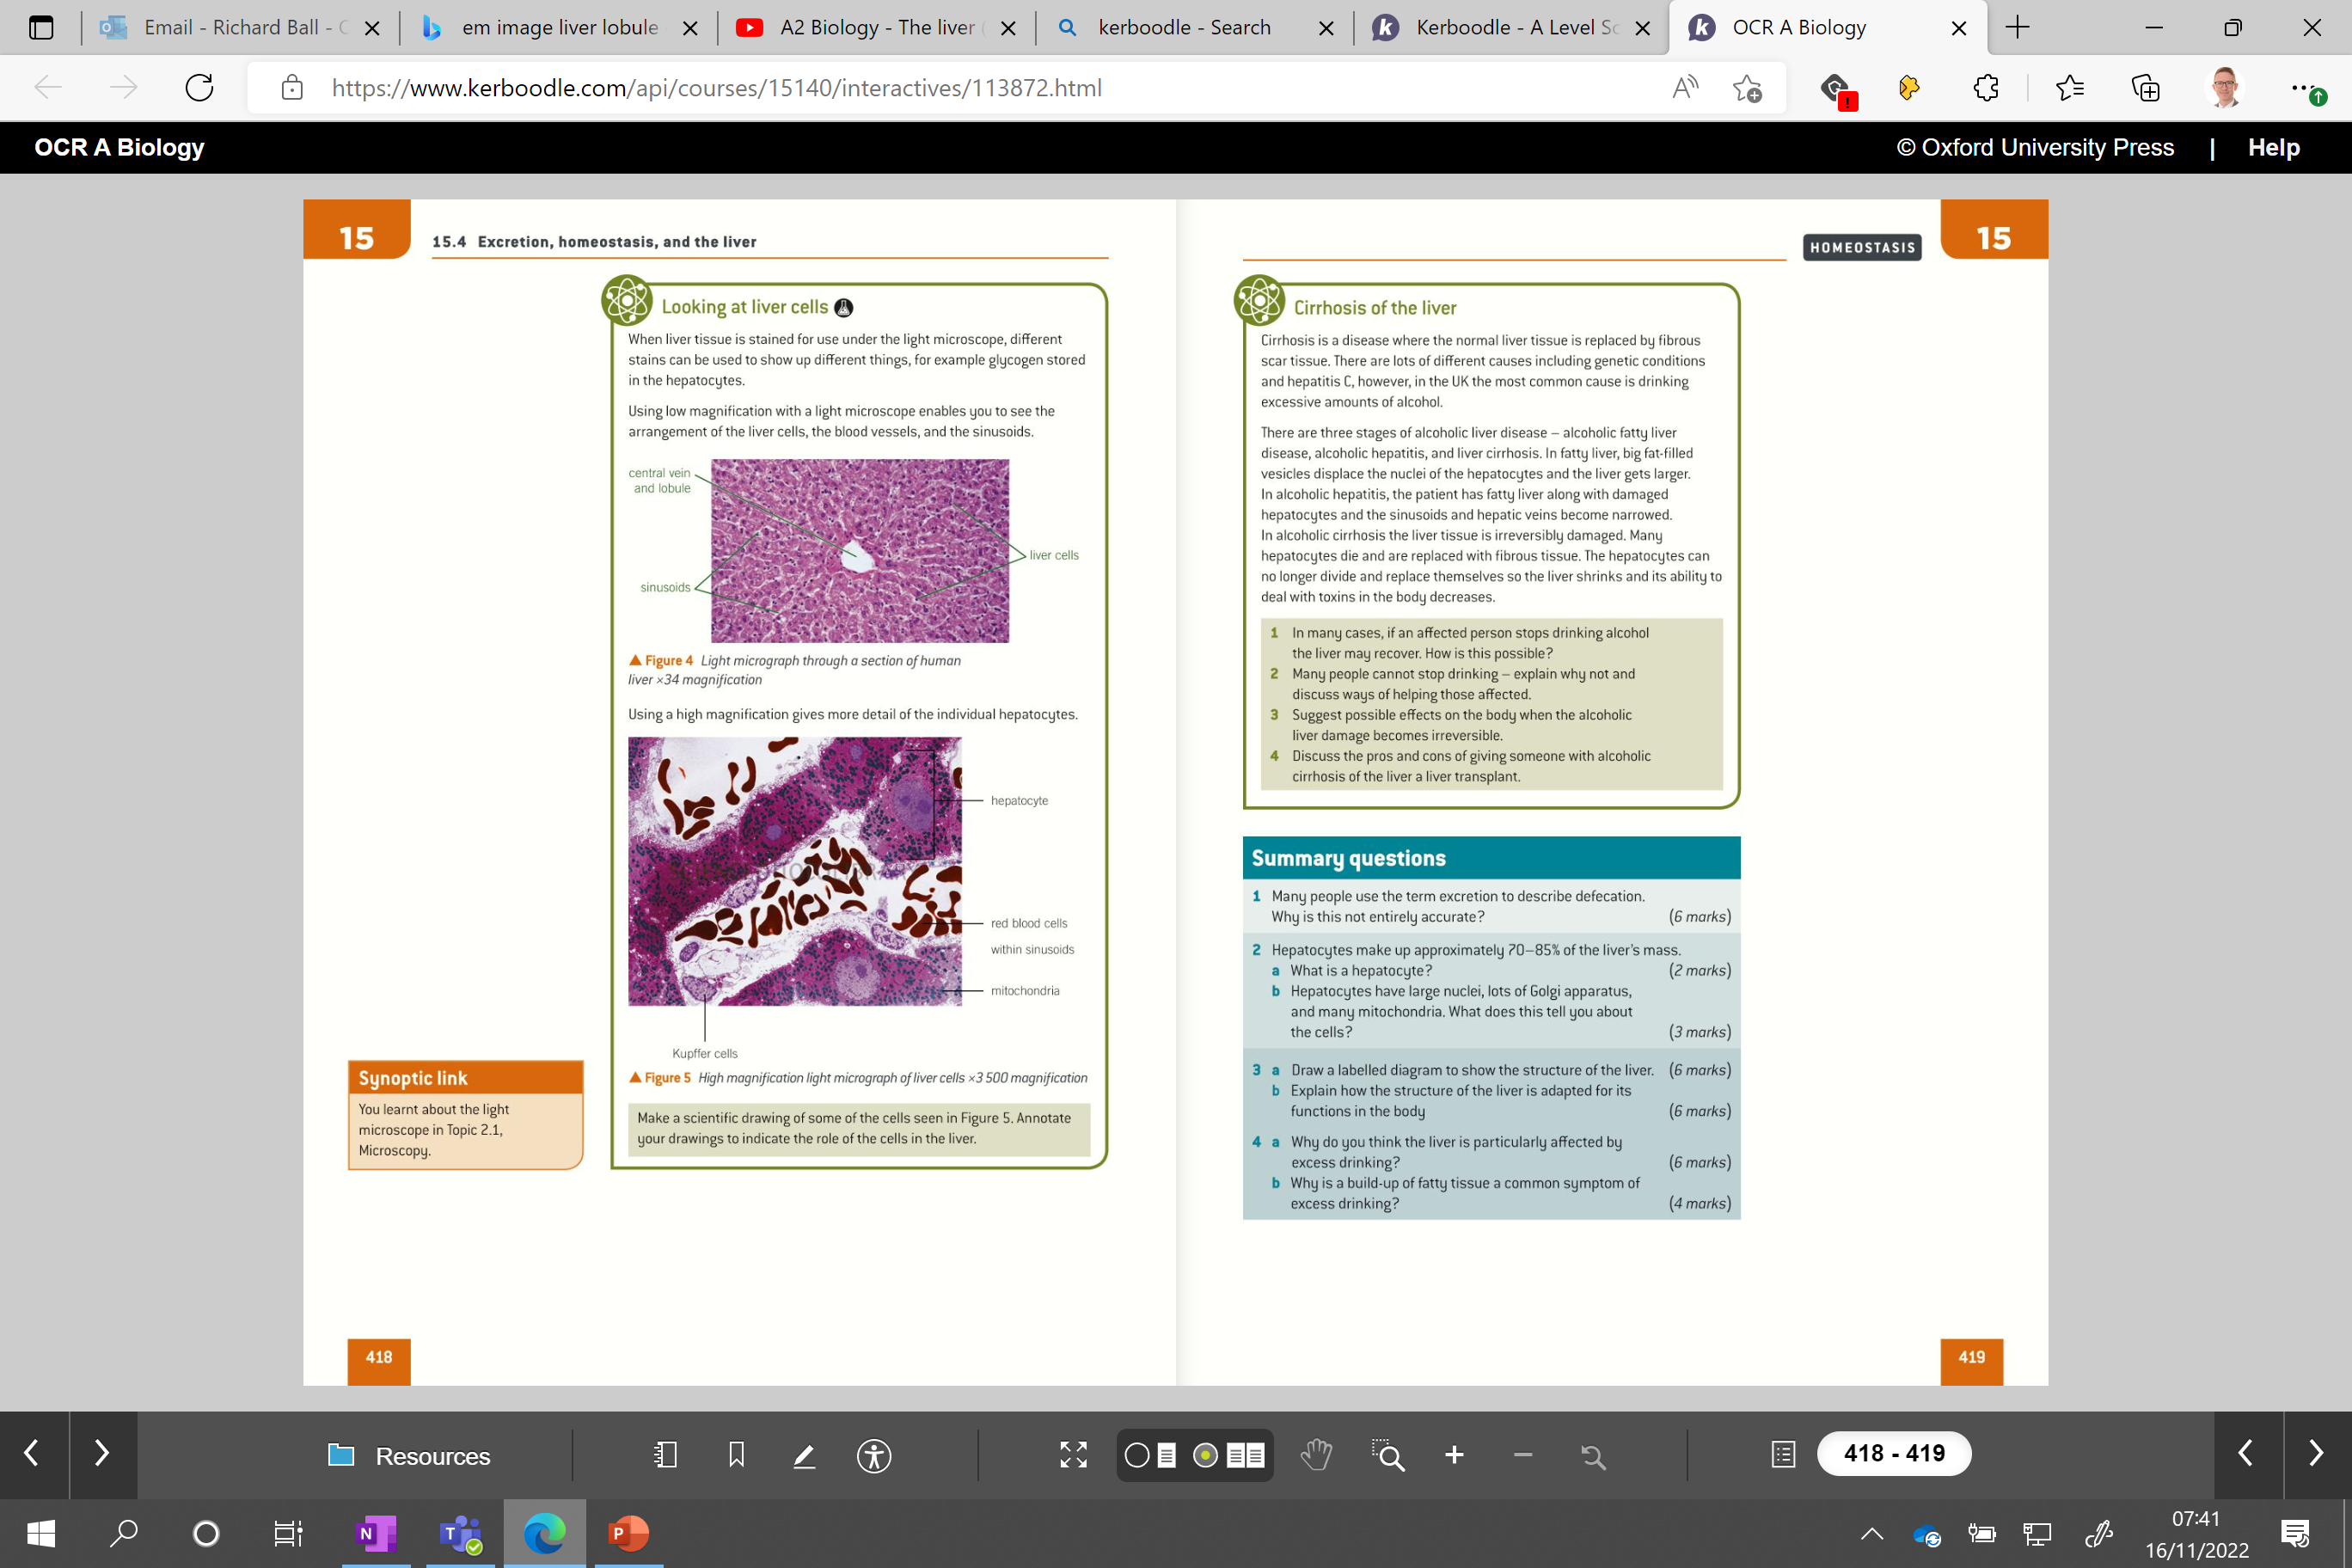 Email - Richard Ball - O
em image liver lobule
A2 Biology - The liver
kerboodle - Search
Kerboodle - A Level Sc
OCR A Biology
https://www.kerboodle.com/api/courses/15140/interactives/113872.html
OCR A Biology
© Oxford University Press | Help
15
15.4 Excretion, homeostasis, and the liver
Looking at liver cells
When liver tissue is stained for use under the light microscope, different
stains can be used to show up different things, for example glycogen stored
in the hepatocytes.
Using low magnification with a light microscope enables you to see the
arrangement of the liver cells, the blood vessels, and the sinusoids.
central vein
and lobule
liver cells
sinusoids
▲ Figure 4 Light micrograph through a section of human
liver ×34 magnification
Using a high magnification gives more detail of the individual hepatocytes.
hepatocyte
red blood cells
within sinusoids
mitochondria
Kupffer cells
▲ Figure 5 High magnification light micrograph of liver cells ×3 500 magnification
Make a scientific drawing of some of the cells seen in Figure 5. Annotate
your drawings to indicate the role of the cells in the liver.
Synoptic link
You learnt about the light
microscope in Topic 2.1,
Microscopy.
418
HOMEOSTASIS
15
Cirrhosis of the liver
Cirrhosis is a disease where the normal liver tissue is replaced by fibrous
scar tissue. There are lots of different causes including genetic conditions
and hepatitis C, however, in the UK the most common cause is drinking
excessive amounts of alcohol.
There are three stages of alcoholic liver disease – alcoholic fatty liver
disease, alcoholic hepatitis, and liver cirrhosis. In fatty liver, big fat-filled
vesicles displace the nuclei of the hepatocytes and the liver gets larger.
In alcoholic hepatitis, the patient has fatty liver along with damaged
hepatocytes and the sinusoids and hepatic veins become narrowed.
In alcoholic cirrhosis the liver tissue is irreversibly damaged. Many
hepatocytes die and are replaced with fibrous tissue. The hepatocytes can
no longer divide and replace themselves so the liver shrinks and its ability to
deal with toxins in the body decreases.
1 In many cases, if an affected person stops drinking alcohol
the liver may recover. How is this possible?
2 Many people cannot stop drinking – explain why not and
discuss ways of helping those affected.
3 Suggest possible effects on the body when the alcoholic
liver damage becomes irreversible.
4 Discuss the pros and cons of giving someone with alcoholic
cirrhosis of the liver a liver transplant.
Summary questions
1 Many people use the term excretion to describe defecation.
Why is this not entirely accurate? (6 marks)
2 Hepatocytes make up approximately 70–85% of the liver's mass.
a What is a hepatocyte? (2 marks)
b Hepatocytes have large nuclei, lots of Golgi apparatus,
and many mitochondria. What does this tell you about
the cells? (3 marks)
3 a Draw a labelled diagram to show the structure of the liver. (6 marks)
b Explain how the structure of the liver is adapted for its
functions in the body (6 marks)
4 a Why do you think the liver is particularly affected by
excess drinking? (6 marks)
b Why is a build-up of fatty tissue a common symptom of
excess drinking? (4 marks)
419
Resources
418 - 419
07:41
16/11/2022